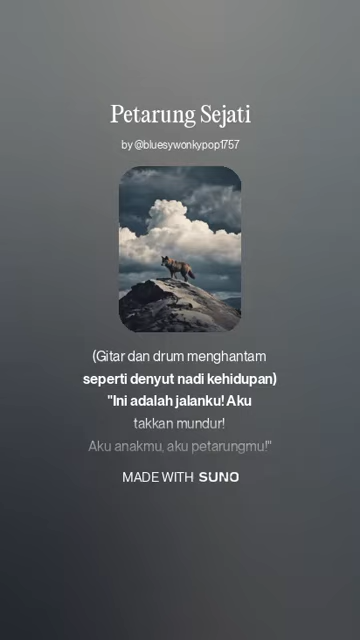 Petarung Sejati
by @bluesywonkypop1757
(Gitar dan drum menghantam
seperti denyut nadi kehidupan)
"Ini adalah jalanku! Aku
takkan mundur!
Aku anakmu, aku petarungmu!"
MADE WITH SUNO